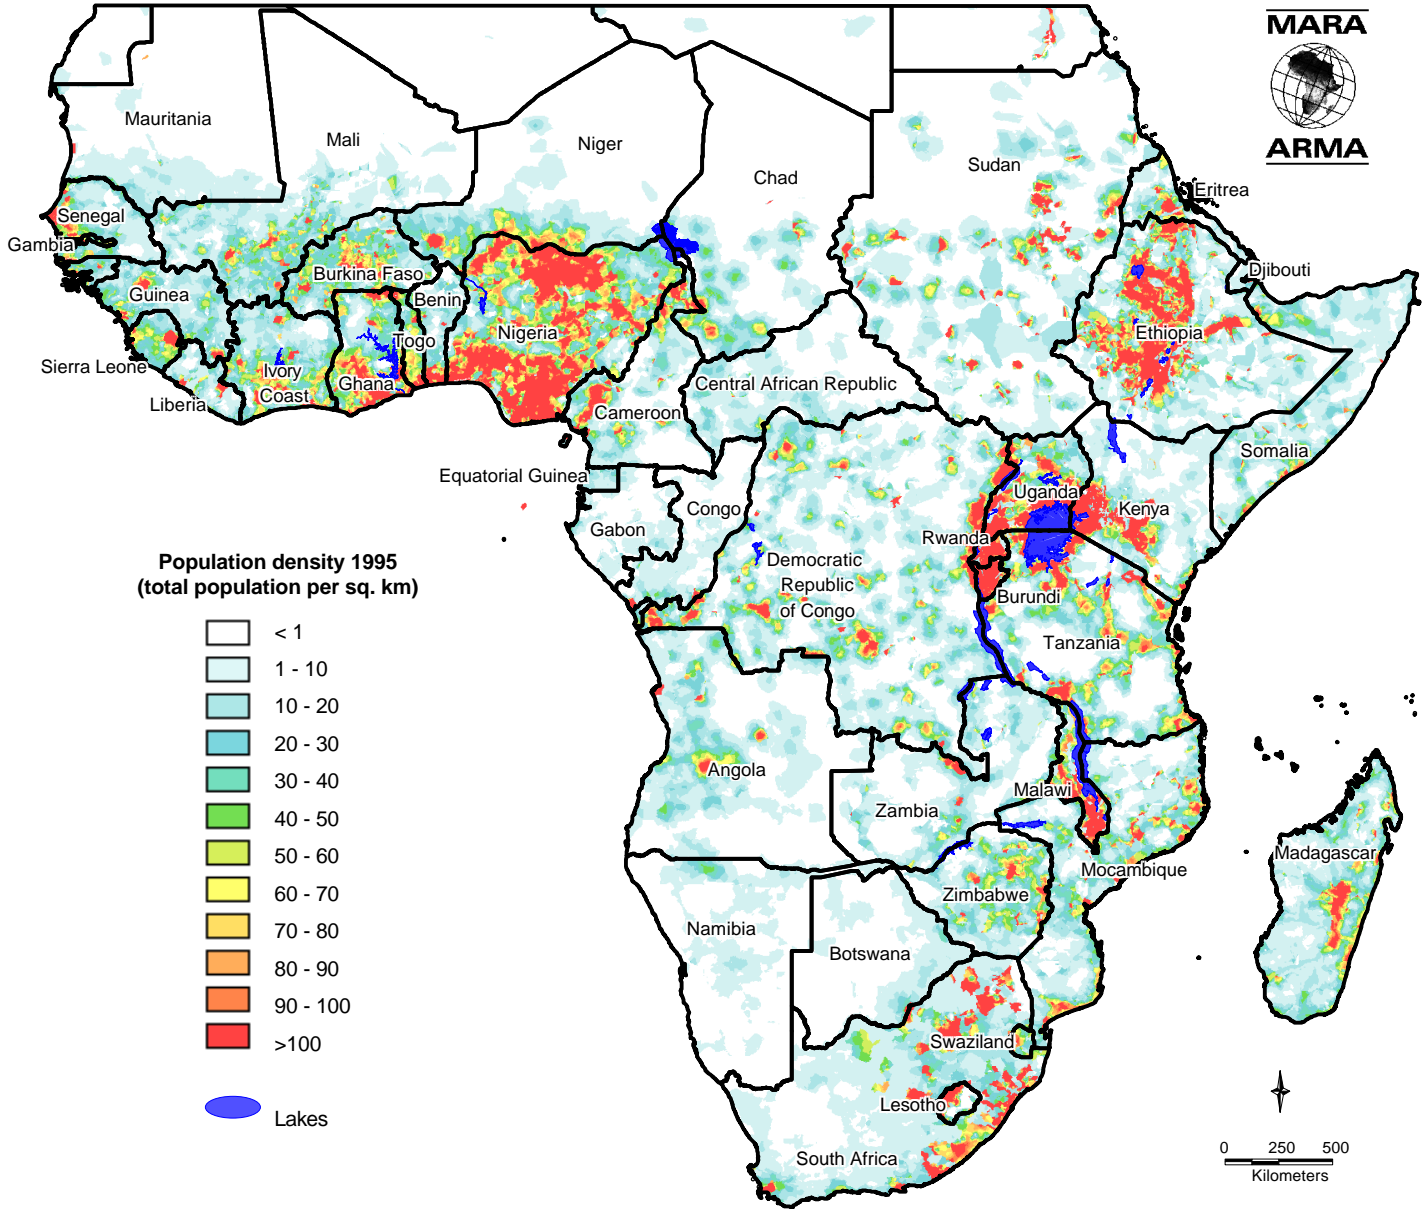 MARA
ARMA
Mauritania
Mali
Niger
Chad
Sudan
Eritrea
Senegal
Gambia
Burkina Faso
Guinea
Benin
Djibouti
Nigeria
Togo
Ethiopia
Sierra Leone
Ivory
Coast
Ghana
Central African Republic
Liberia
Cameroon
Somalia
Equatorial Guinea
Uganda
Congo
Kenya
Gabon
Rwanda
Democratic
Republic
of Congo
Burundi
Tanzania
Population density 1995
(total population per sq. km)
< 1
1 - 10
10 - 20
20 - 30
30 - 40
40 - 50
50 - 60
60 - 70
70 - 80
80 - 90
90 - 100
>100
Lakes
Angola
Malawi
Zambia
Madagascar
Mocambique
Zimbabwe
Namibia
Botswana
Swaziland
Lesotho
South Africa
0 250 500
Kilometers